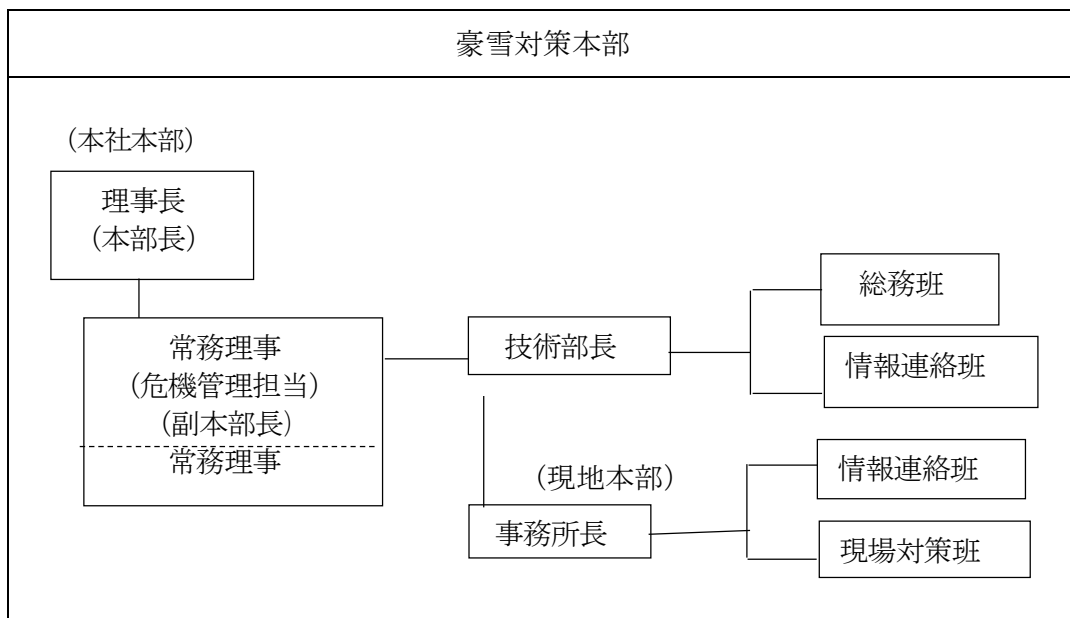 豪雪対策本部
(本社本部)
理事長
(本部長)
常務理事
(危機管理担当)
(副本部長)
常務理事
技術部長
総務班
情報連絡班
(現地本部)
事務所長
情報連絡班
現場対策班